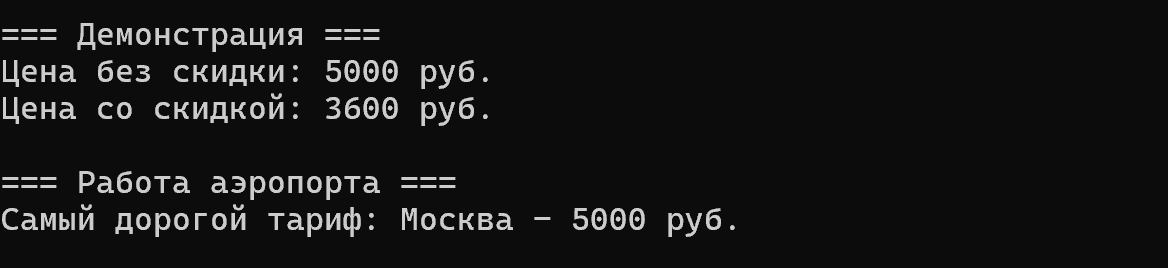 === Демонстрация ===
Цена без скидки: 5000 руб.
Цена со скидкой: 3600 руб.
=== Работа аэропорта ===
Самый дорогой тариф: Москва – 5000 руб.